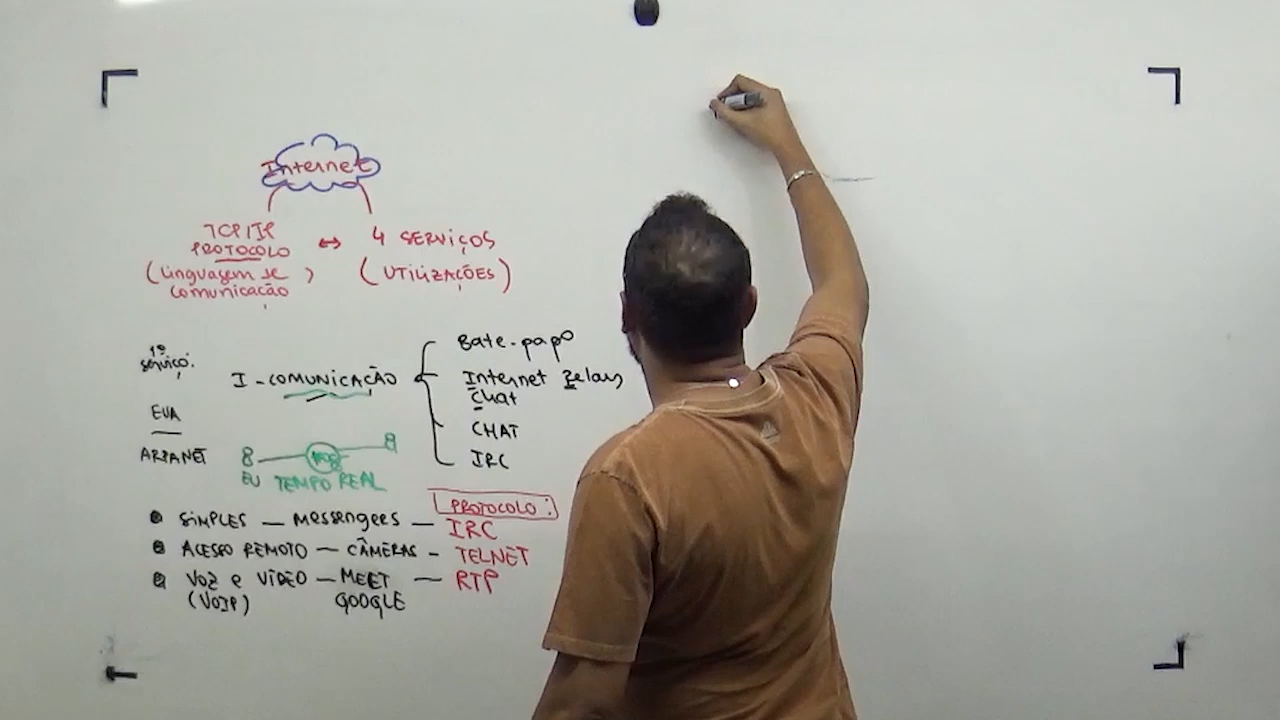 Internet
TCP/IP
PROTOCOLO
(Linguagem de
comunicação)
↔
4 SERVIÇOS
(UTILIZAÇÕES)
1º
serviço:
I - COMUNICAÇÃO
Bate-papo
Internet Relay
Chat
CHAT
IRC
EUA
ARPANET
EU TEMPO REAL
PROTOCOLO:
• SIMPLES — Messengers — IRC
• ACESSO REMOTO — CÂMERAS - TELNET
• VOZ e VÍDEO — MEET — RTP
(VOIP) GOOGLE